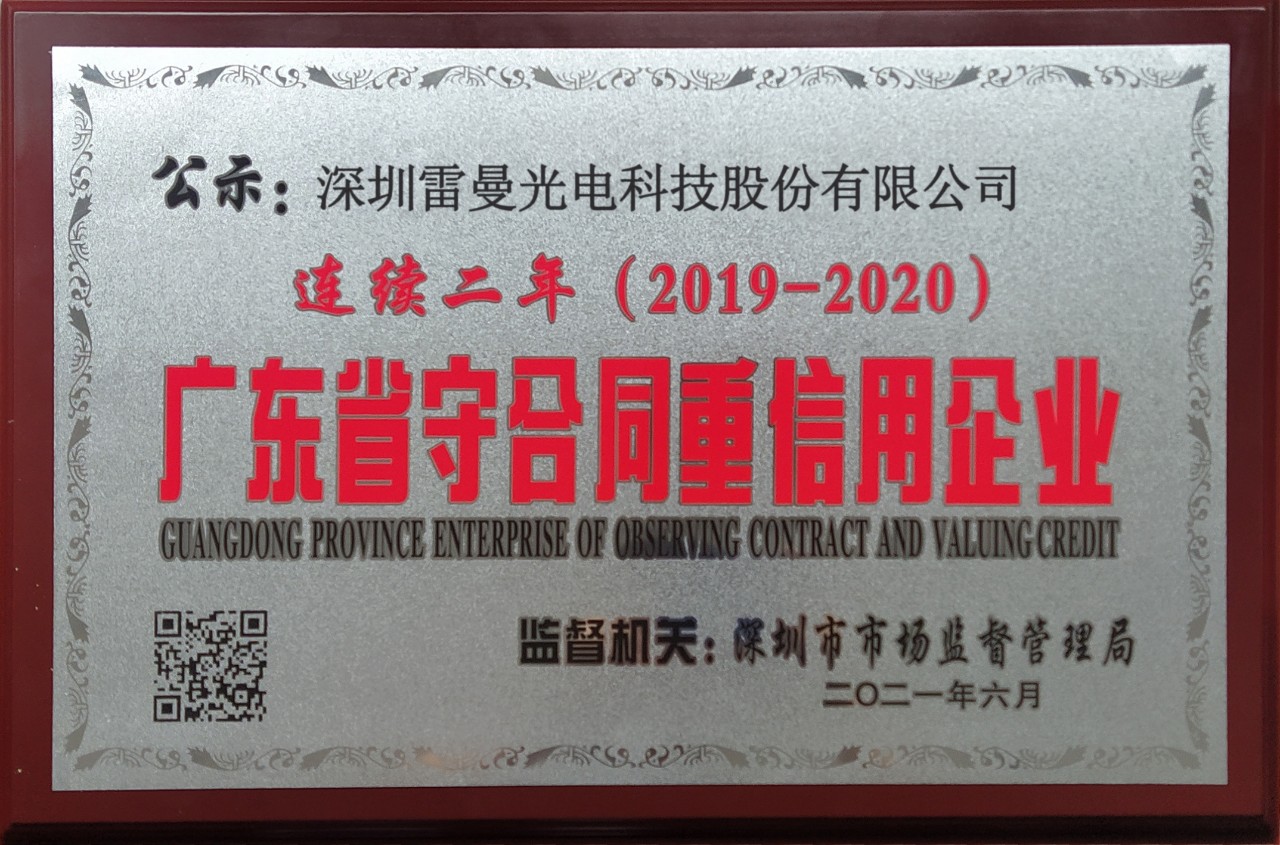 公示：深圳雷曼光电科技股份有限公司
连续二年（2019-2020）
广东省守合同重信用企业
GUANGDONG PROVINCE ENTERPRISE OF OBSERVING CONTRACT AND VALUING CREDIT
监督机关：深圳市市场监督管理局
二〇二一年六月